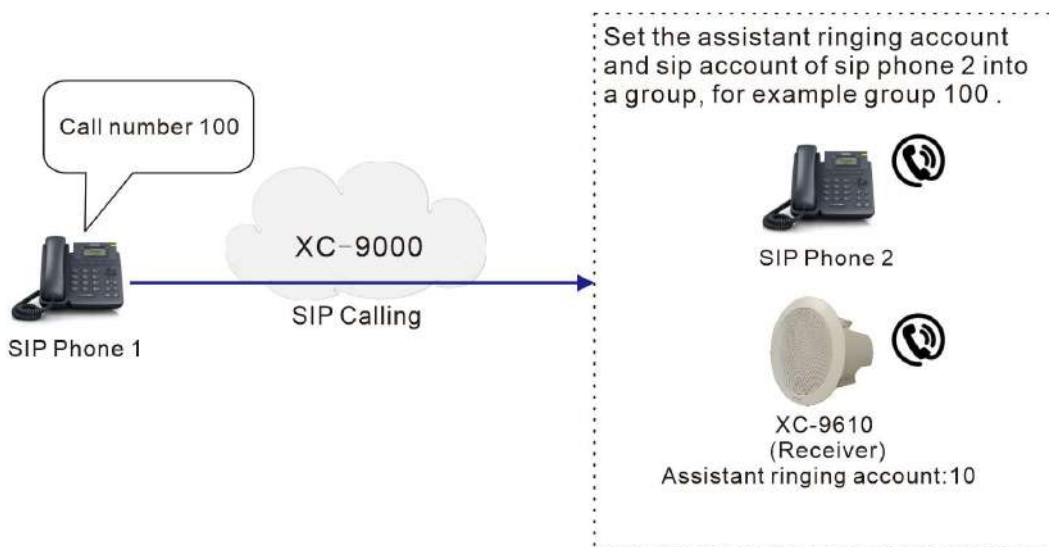 Set the assistant ringing account
and sip account of sip phone 2 into
a group, for example group 100 .
Call number 100
XC-9000
SIP Calling
SIP Phone 1
SIP Phone 2
XC-9610
(Receiver)
Assistant ringing account:10